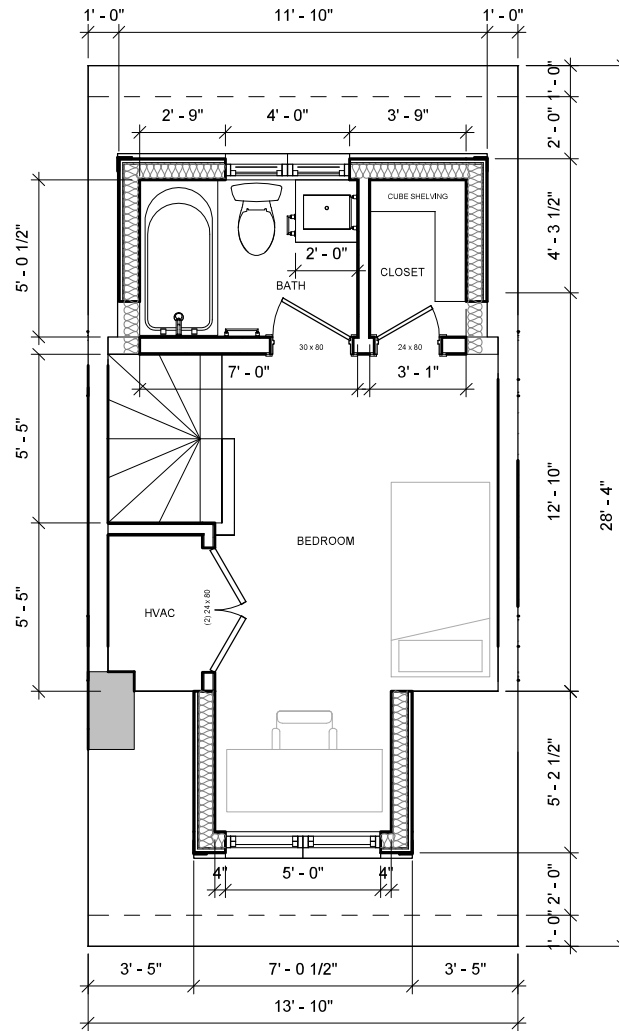 1' - 0"
11' - 10"
1' - 0"
1' - 0"
2' - 0"
2' - 9"
4' - 0"
3' - 9"
CUBE SHELVING
4' - 3 1/2"
5' - 0 1/2"
2' - 0"
CLOSET
BATH
30 x 80
24 x 80
7' - 0"
3' - 1"
5' - 5"
12' - 10"
28' - 4"
BEDROOM
5' - 5"
HVAC
(2) 24 x 80
5' - 2 1/2"
4"
5' - 0"
4"
2' - 0"
1' - 0"
3' - 5"
7' - 0 1/2"
3' - 5"
13' - 10"